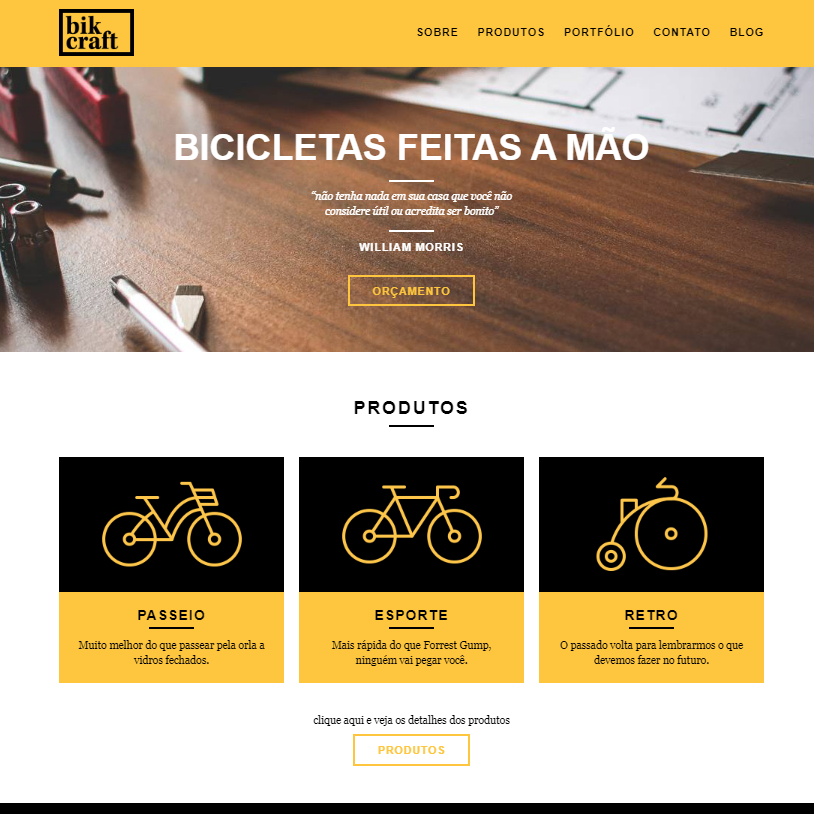 bik
craft
SOBRE PRODUTOS PORTFÓLIO CONTATO BLOG
BICICLETAS FEITAS A MÃO
“não tenha nada em sua casa que você não
considere útil ou acredita ser bonito”
WILLIAM MORRIS
ORÇAMENTO
PRODUTOS
PASSEIO
Muito melhor do que passear pela orla a
vidros fechados.
ESPORTE
Mais rápida do que Forrest Gump,
ninguém vai pegar você.
RETRO
O passado volta para lembrarmos o que
devemos fazer no futuro.
clique aqui e veja os detalhes dos produtos
PRODUTOS